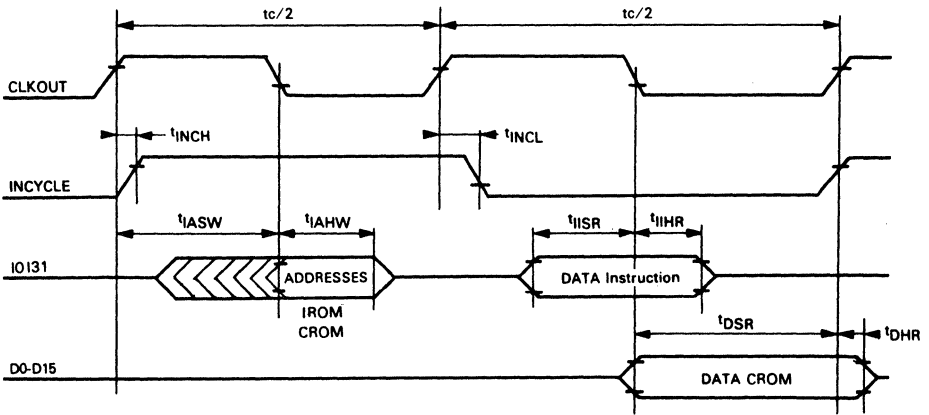 tc/2 tc/2
CLKOUT
tINCH tINCL
INCYCLE
tIASW tIAHW tIISR tIIHR
IOI31 ADDRESSES DATA Instruction
IROM
CROM
tDSR tDHR
D0-D15 DATA CROM